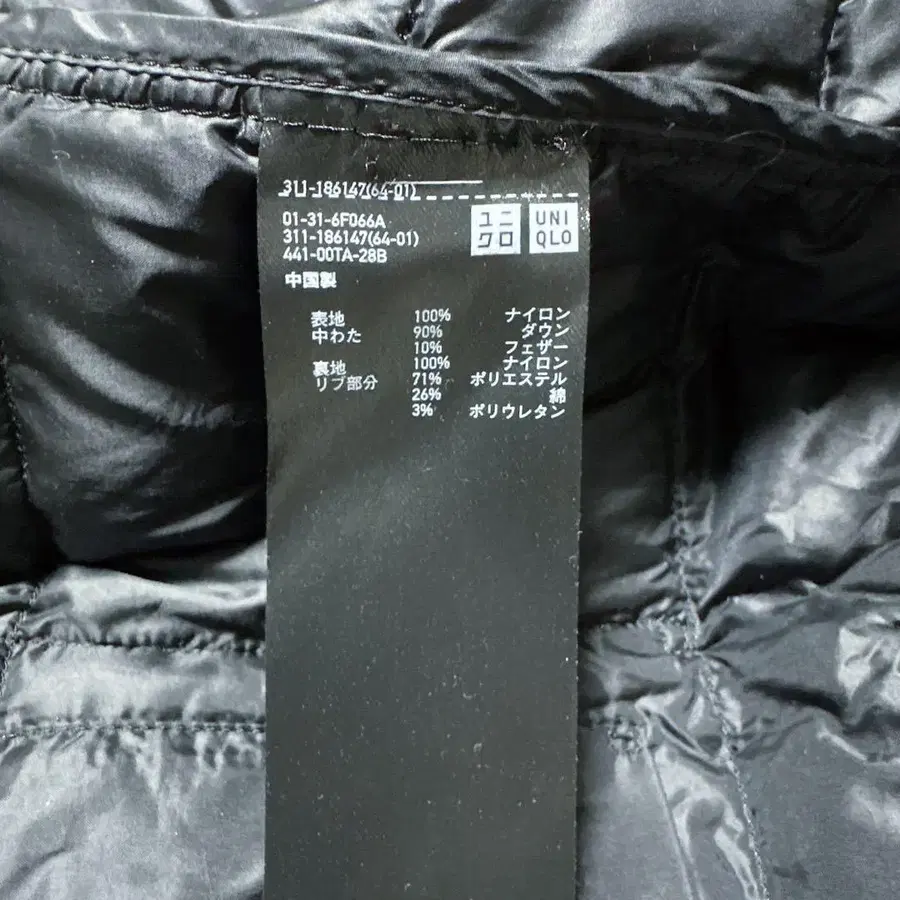 311-186147(64-01)
01-31-6F066A
311-186147(64-01)
441-00TA-28B
ユニ
クロ
UNI
QLO
中国製
表地 100% ナイロン
中わた 90% ダウン
10% フェザー
裏地 100% ナイロン
リブ部分 71% ポリエステル
26% 綿
3% ポリウレタン